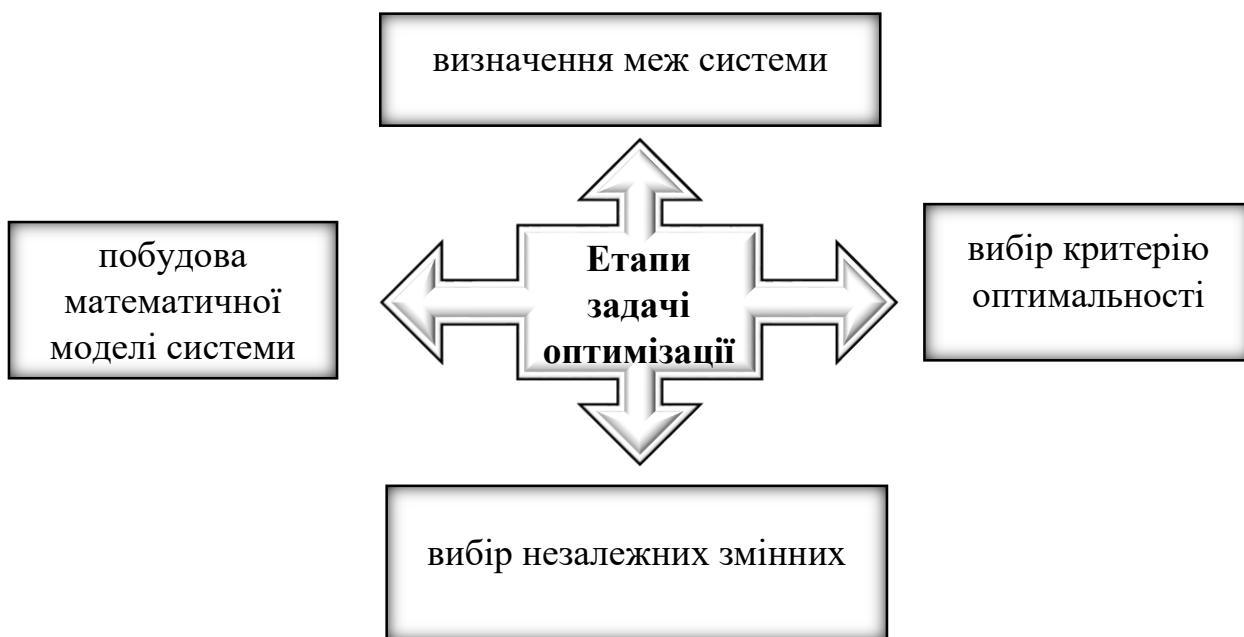 визначення меж системи
побудова
математичної
моделі системи
Етапи
задачі
оптимізації
вибір критерію
оптимальності
вибір незалежних змінних